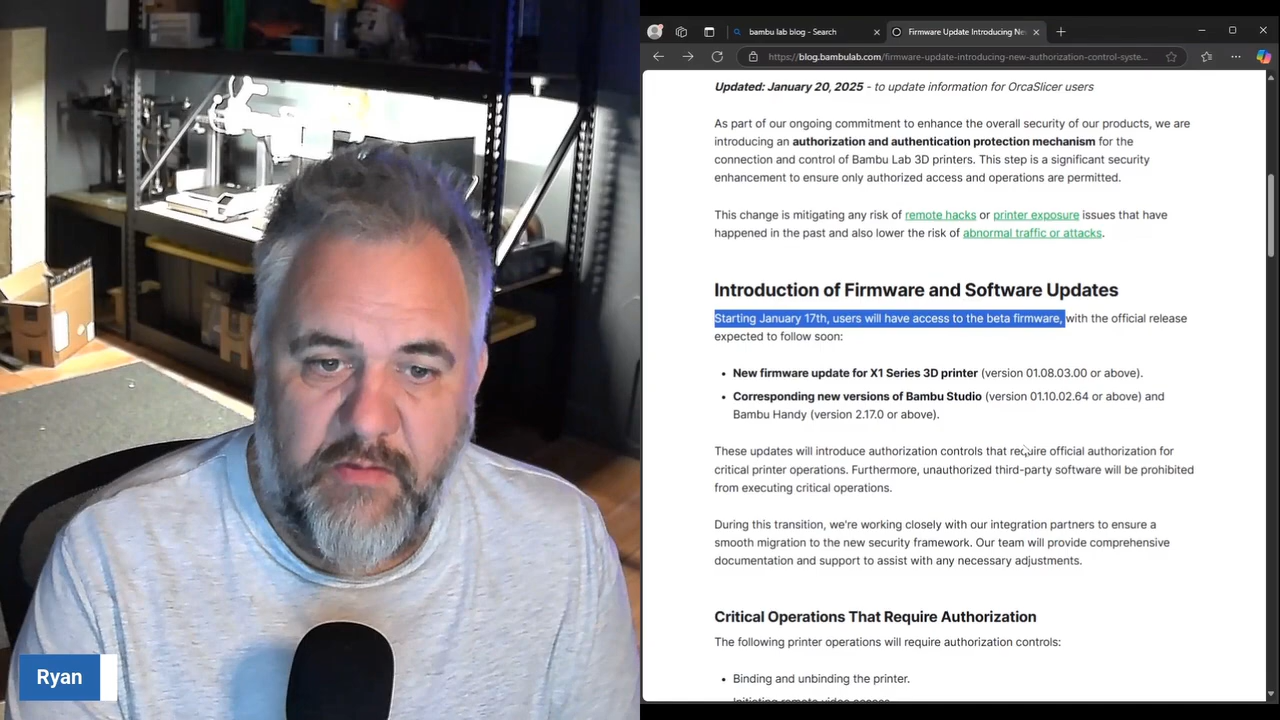 bambu lab blog - Search
Firmware Update Introducing Ne
https://blog.bambulab.com/firmware-update-introducing-new-authorization-control-syste...
Updated: January 20, 2025 - to update information for OrcaSlicer users
As part of our ongoing commitment to enhance the overall security of our products, we are
introducing an authorization and authentication protection mechanism for the
connection and control of Bambu Lab 3D printers. This step is a significant security
enhancement to ensure only authorized access and operations are permitted.
This change is mitigating any risk of remote hacks or printer exposure issues that have
happened in the past and also lower the risk of abnormal traffic or attacks.
Introduction of Firmware and Software Updates
Starting January 17th, users will have access to the beta firmware, with the official release
expected to follow soon:
• New firmware update for X1 Series 3D printer (version 01.08.03.00 or above).
• Corresponding new versions of Bambu Studio (version 01.10.02.64 or above) and
Bambu Handy (version 2.17.0 or above).
These updates will introduce authorization controls that require official authorization for
critical printer operations. Furthermore, unauthorized third-party software will be prohibited
from executing critical operations.
During this transition, we're working closely with our integration partners to ensure a
smooth migration to the new security framework. Our team will provide comprehensive
documentation and support to assist with any necessary adjustments.
Critical Operations That Require Authorization
The following printer operations will require authorization controls:
• Binding and unbinding the printer.
Initiating remote video access.
Ryan